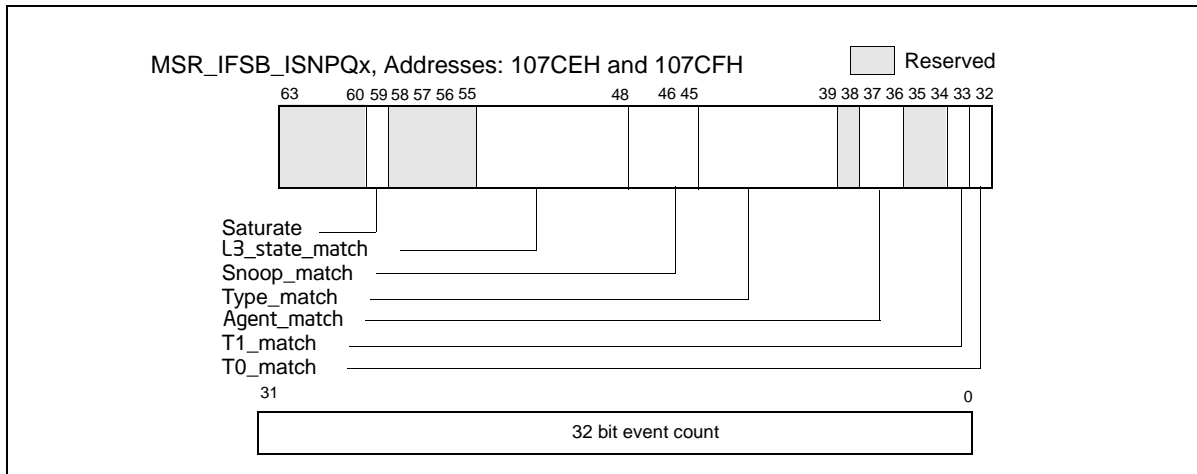 MSR_IFSB_ISNPQx, Addresses: 107CEH and 107CFH
Reserved
63 60 59 58 57 56 55 48 46 45 39 38 37 36 35 34 33 32
Saturate
L3_state_match
Snoop_match
Type_match
Agent_match
T1_match
T0_match
31 0
32 bit event count